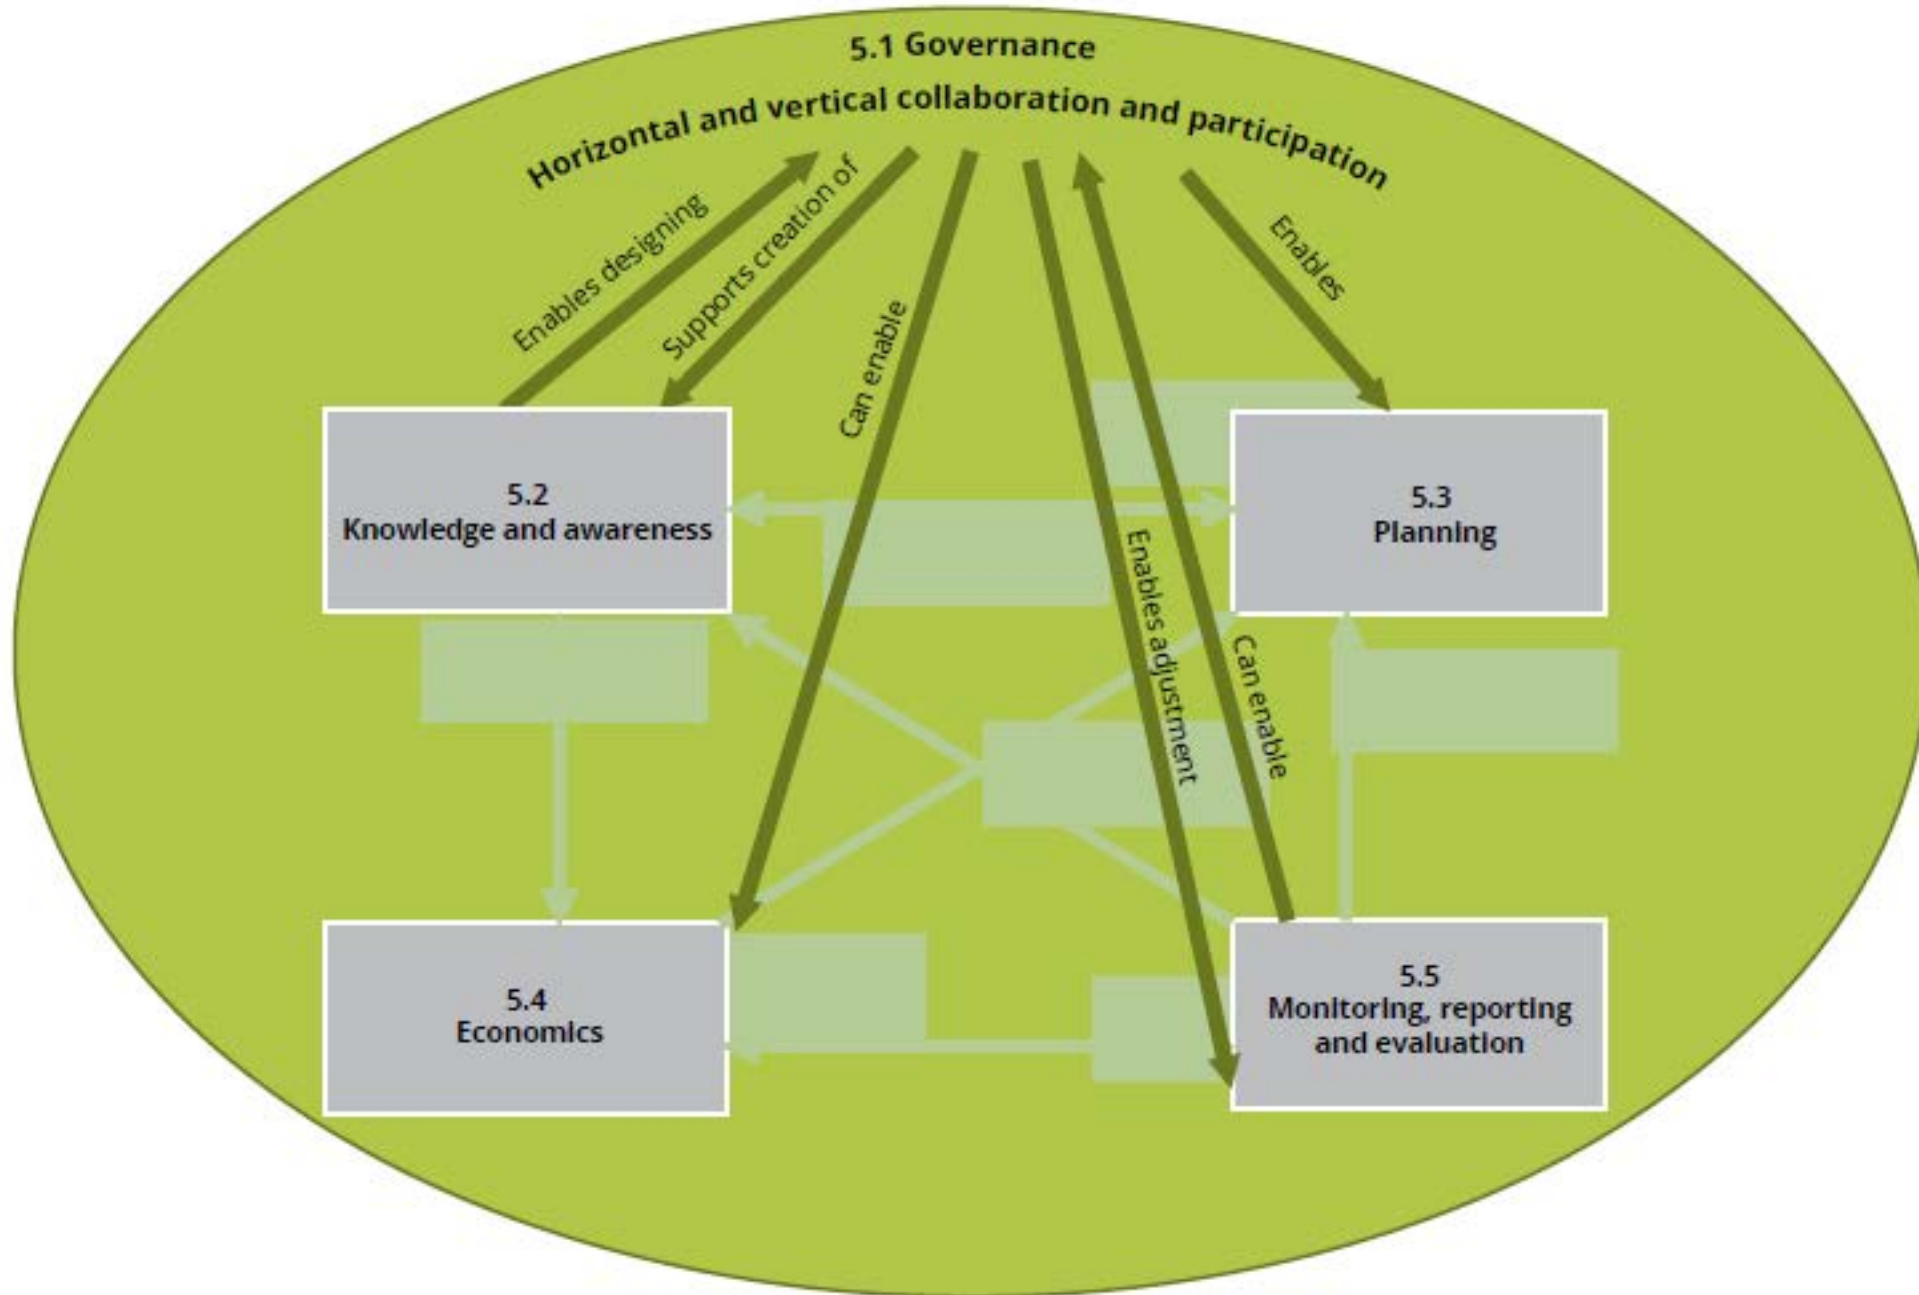 5.1 Governance
Horizontal and vertical collaboration and participation
Enables designing
Supports creation of
Can enable
Enables
5.2
Knowledge and awareness
5.3
Planning
Enables adjustment
Can enable
5.4
Economics
5.5
Monitoring, reporting
and evaluation